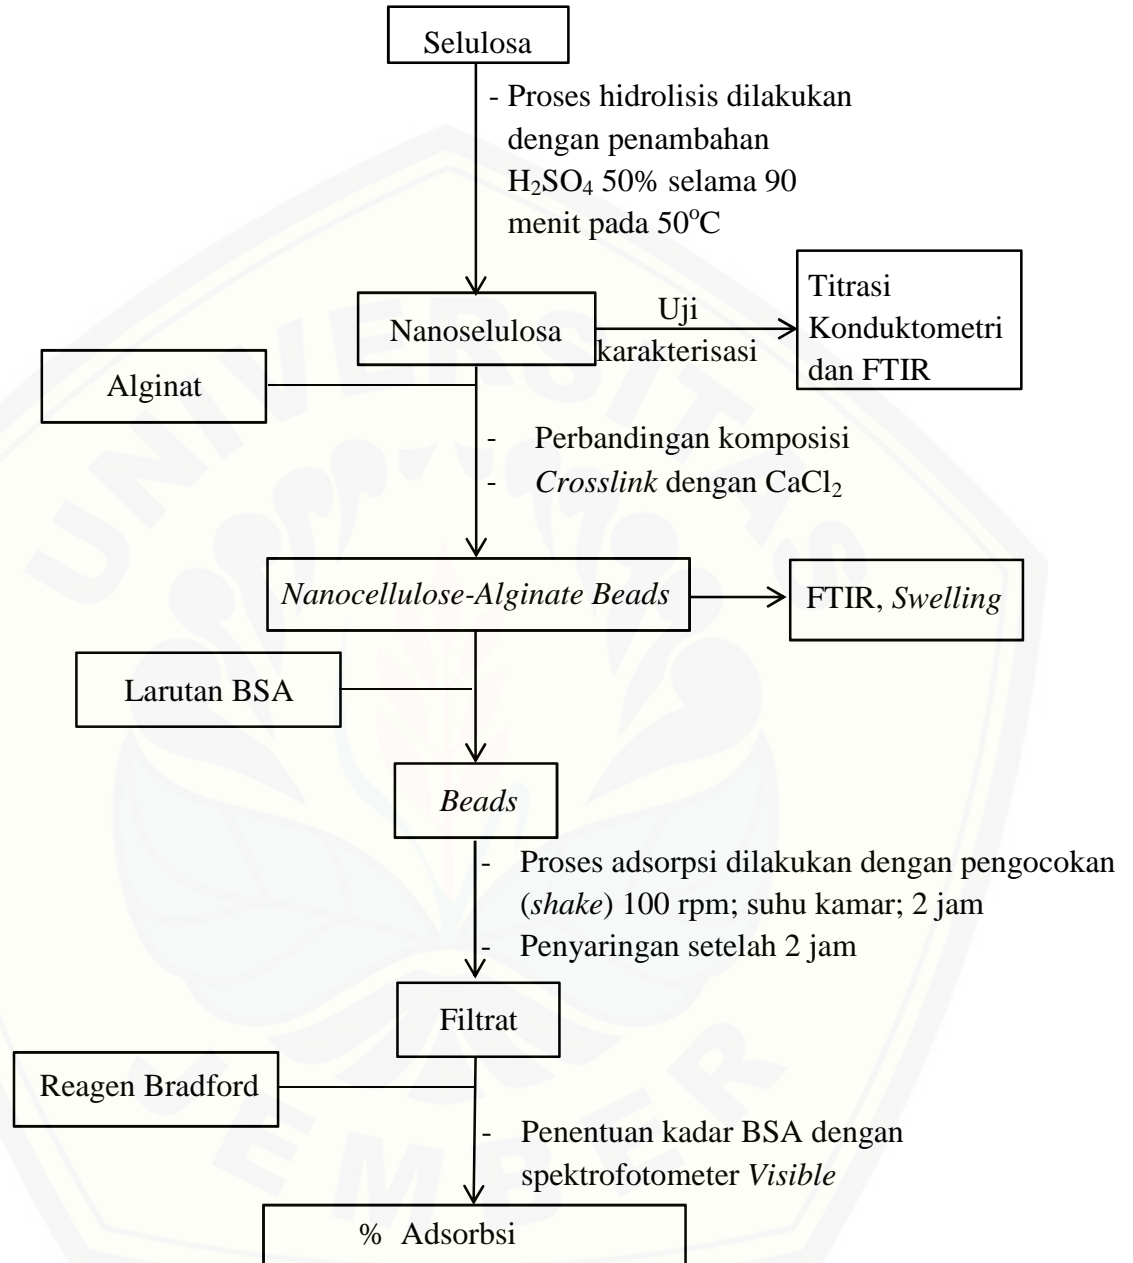 Selulosa
- Proses hidrolisis dilakukan
dengan penambahan
H₂SO₄ 50% selama 90
menit pada 50°C
Nanoselulosa
Uji
karakterisasi
Titrasi
Konduktometri
dan FTIR
Alginat
- Perbandingan komposisi
- Crosslink dengan CaCl₂
Nanocellulose-Alginate Beads
FTIR, Swelling
Larutan BSA
Beads
- Proses adsorpsi dilakukan dengan pengocokan
(shake) 100 rpm; suhu kamar; 2 jam
- Penyaringan setelah 2 jam
Filtrat
Reagen Bradford
- Penentuan kadar BSA dengan
spektrofotometer Visible
% Adsorbsi
UNIVERSITAS
JEMBER